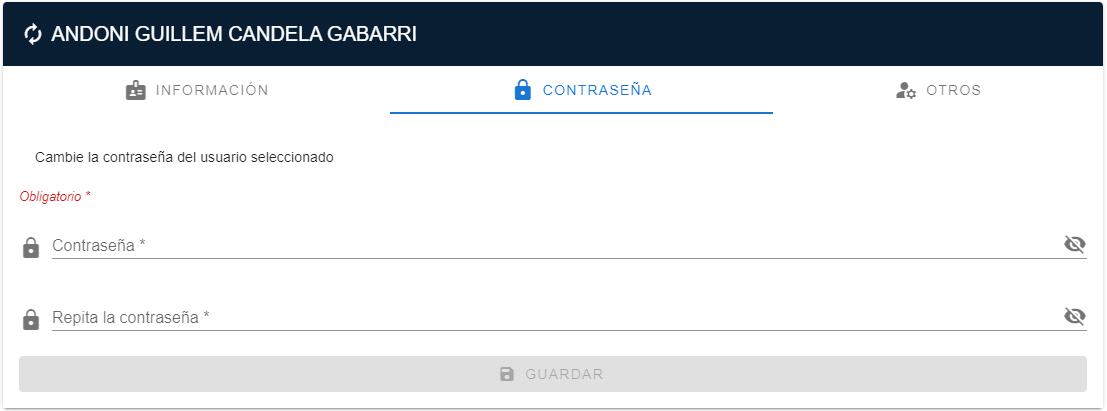 ANDONI GUILLEM CANDELA GABARRI
INFORMACIÓN
CONTRASEÑA
OTROS
Cambie la contraseña del usuario seleccionado
Obligatorio *
Contraseña *
Repita la contraseña *
GUARDAR